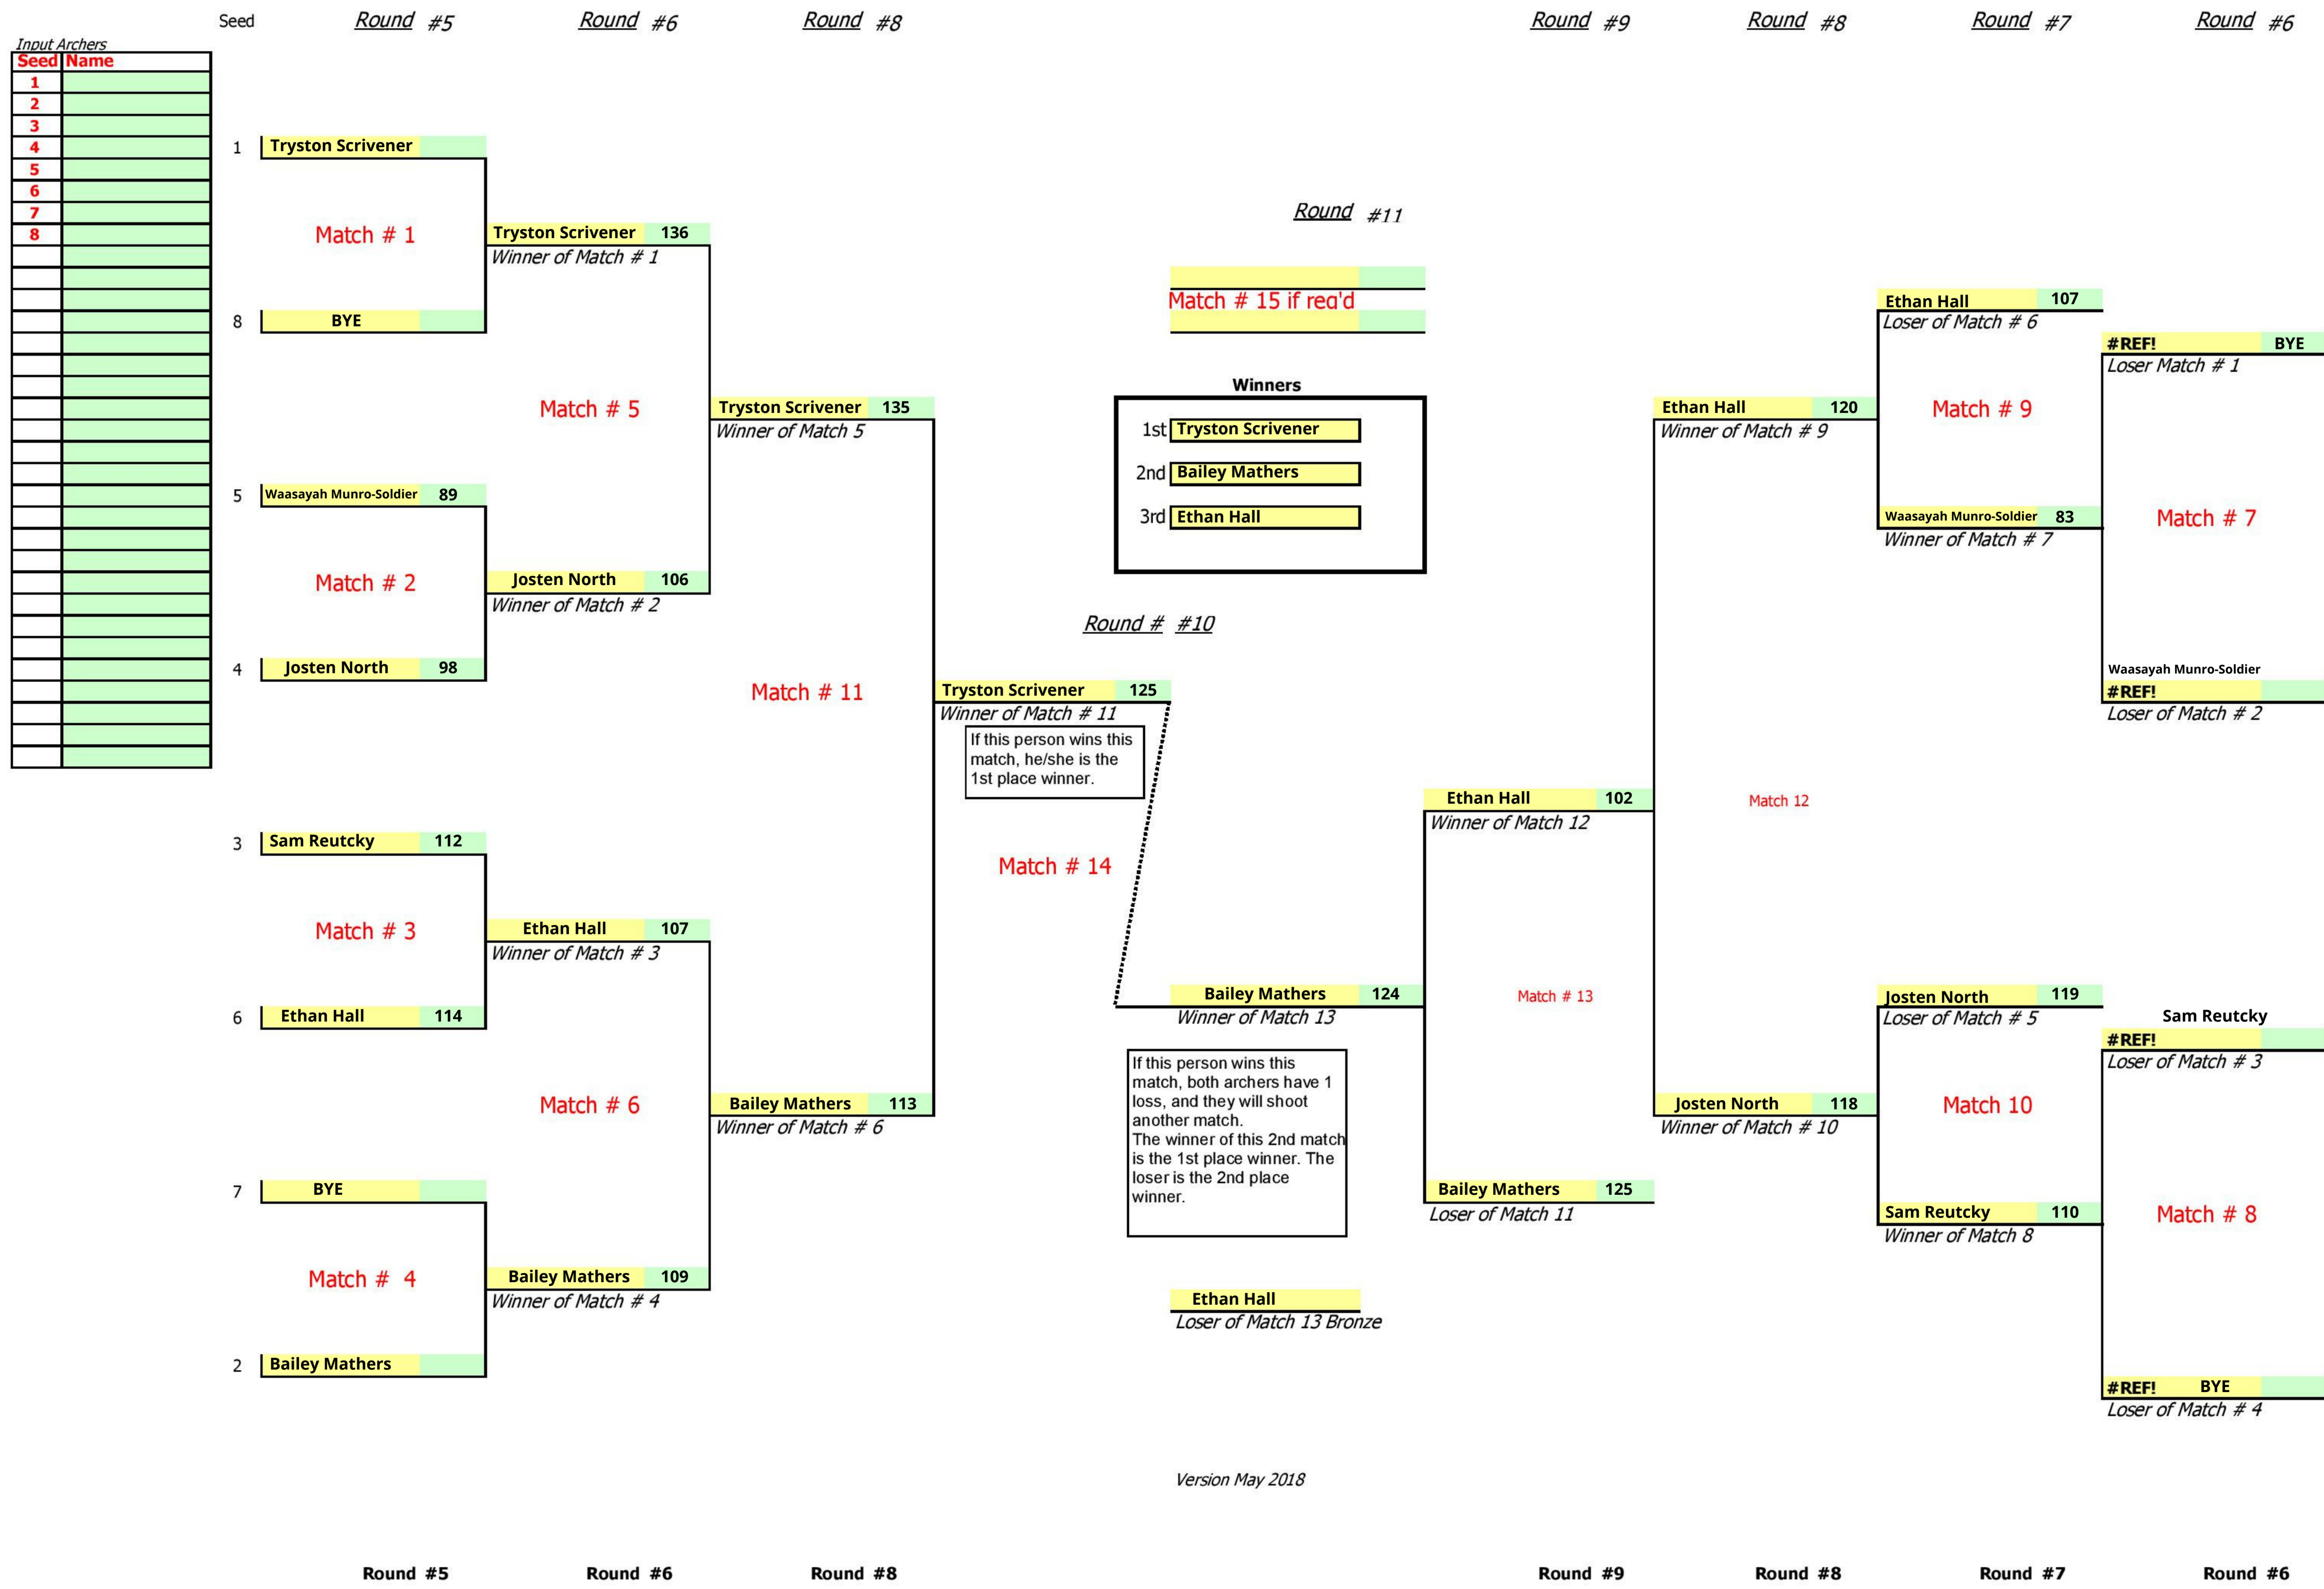 Seed Round #5 Round #6 Round #8 Round #9 Round #8 Round #7 Round #6
Input Archers
Seed Name
1
2
3
4
5
6
7
8
1 Tryston Scrivener
Match # 1
Tryston Scrivener 136
Winner of Match # 1
8 BYE
Match # 5
Tryston Scrivener 135
Winner of Match 5
5 Waasayah Munro-Soldier 89
Match # 2
Josten North 106
Winner of Match # 2
4 Josten North 98
Match # 11
3 Sam Reutcky 112
Match # 3
Ethan Hall 107
Winner of Match # 3
6 Ethan Hall 114
Match # 6
Bailey Mathers 113
Winner of Match # 6
7 BYE
Match # 4
Bailey Mathers 109
Winner of Match # 4
2 Bailey Mathers
Round #11
Match # 15 if req'd
Winners
1st Tryston Scrivener
2nd Bailey Mathers
3rd Ethan Hall
Round # #10
Tryston Scrivener 125
Winner of Match # 11
If this person wins this
match, he/she is the
1st place winner.
Match # 14
Bailey Mathers 124
Winner of Match 13
If this person wins this
match, both archers have 1
loss, and they will shoot
another match.
The winner of this 2nd match
is the 1st place winner. The
loser is the 2nd place
winner.
Ethan Hall
Loser of Match 13 Bronze
Ethan Hall 102
Winner of Match 12
Match # 13
Bailey Mathers 125
Loser of Match 11
Ethan Hall 120
Winner of Match # 9
Match 12
Josten North 118
Winner of Match # 10
Ethan Hall 107
Loser of Match # 6
Match # 9
Waasayah Munro-Soldier 83
Winner of Match # 7
Josten North 119
Loser of Match # 5
Match 10
Sam Reutcky 110
Winner of Match 8
#REF! BYE
Loser Match # 1
Match # 7
Waasayah Munro-Soldier
#REF!
Loser of Match # 2
Sam Reutcky
#REF!
Loser of Match # 3
Match # 8
#REF! BYE
Loser of Match # 4
Version May 2018
Round #5 Round #6 Round #8 Round #9 Round #8 Round #7 Round #6